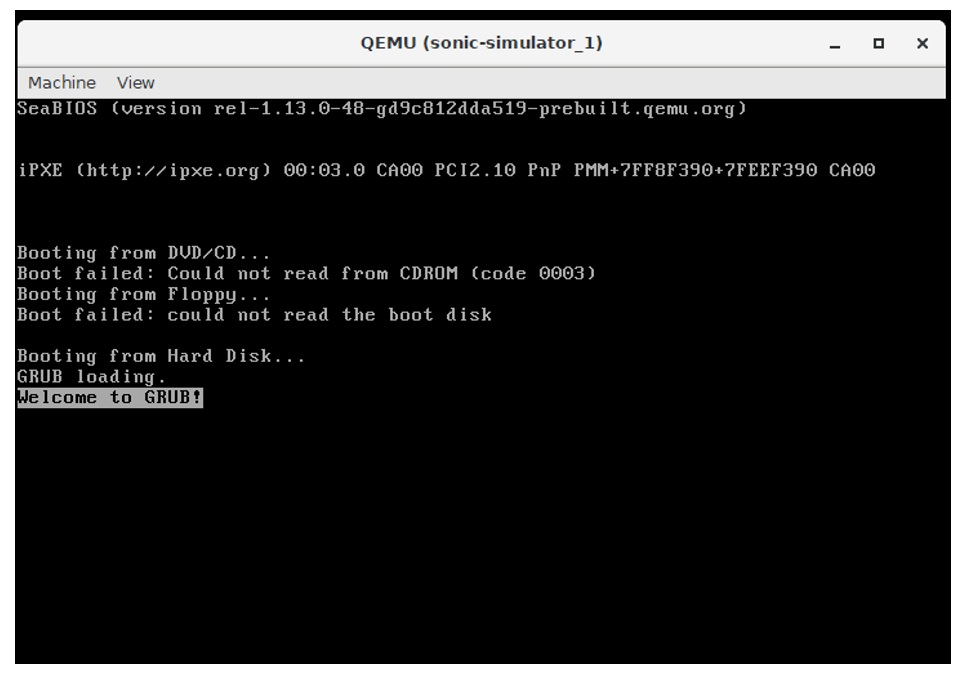 QEMU (sonic-simulator_1)
Machine View
SeaBIOS (version rel-1.13.0-48-gd9c812dda519-prebuilt.qemu.org)
iPXE (http://ipxe.org) 00:03.0 CA00 PCI2.10 PnP PMM+7FF8F390+7FEEF390 CA00
Booting from DVD/CD...
Boot failed: Could not read from CDROM (code 0003)
Booting from Floppy...
Boot failed: could not read the boot disk
Booting from Hard Disk...
GRUB loading.
Welcome to GRUB!